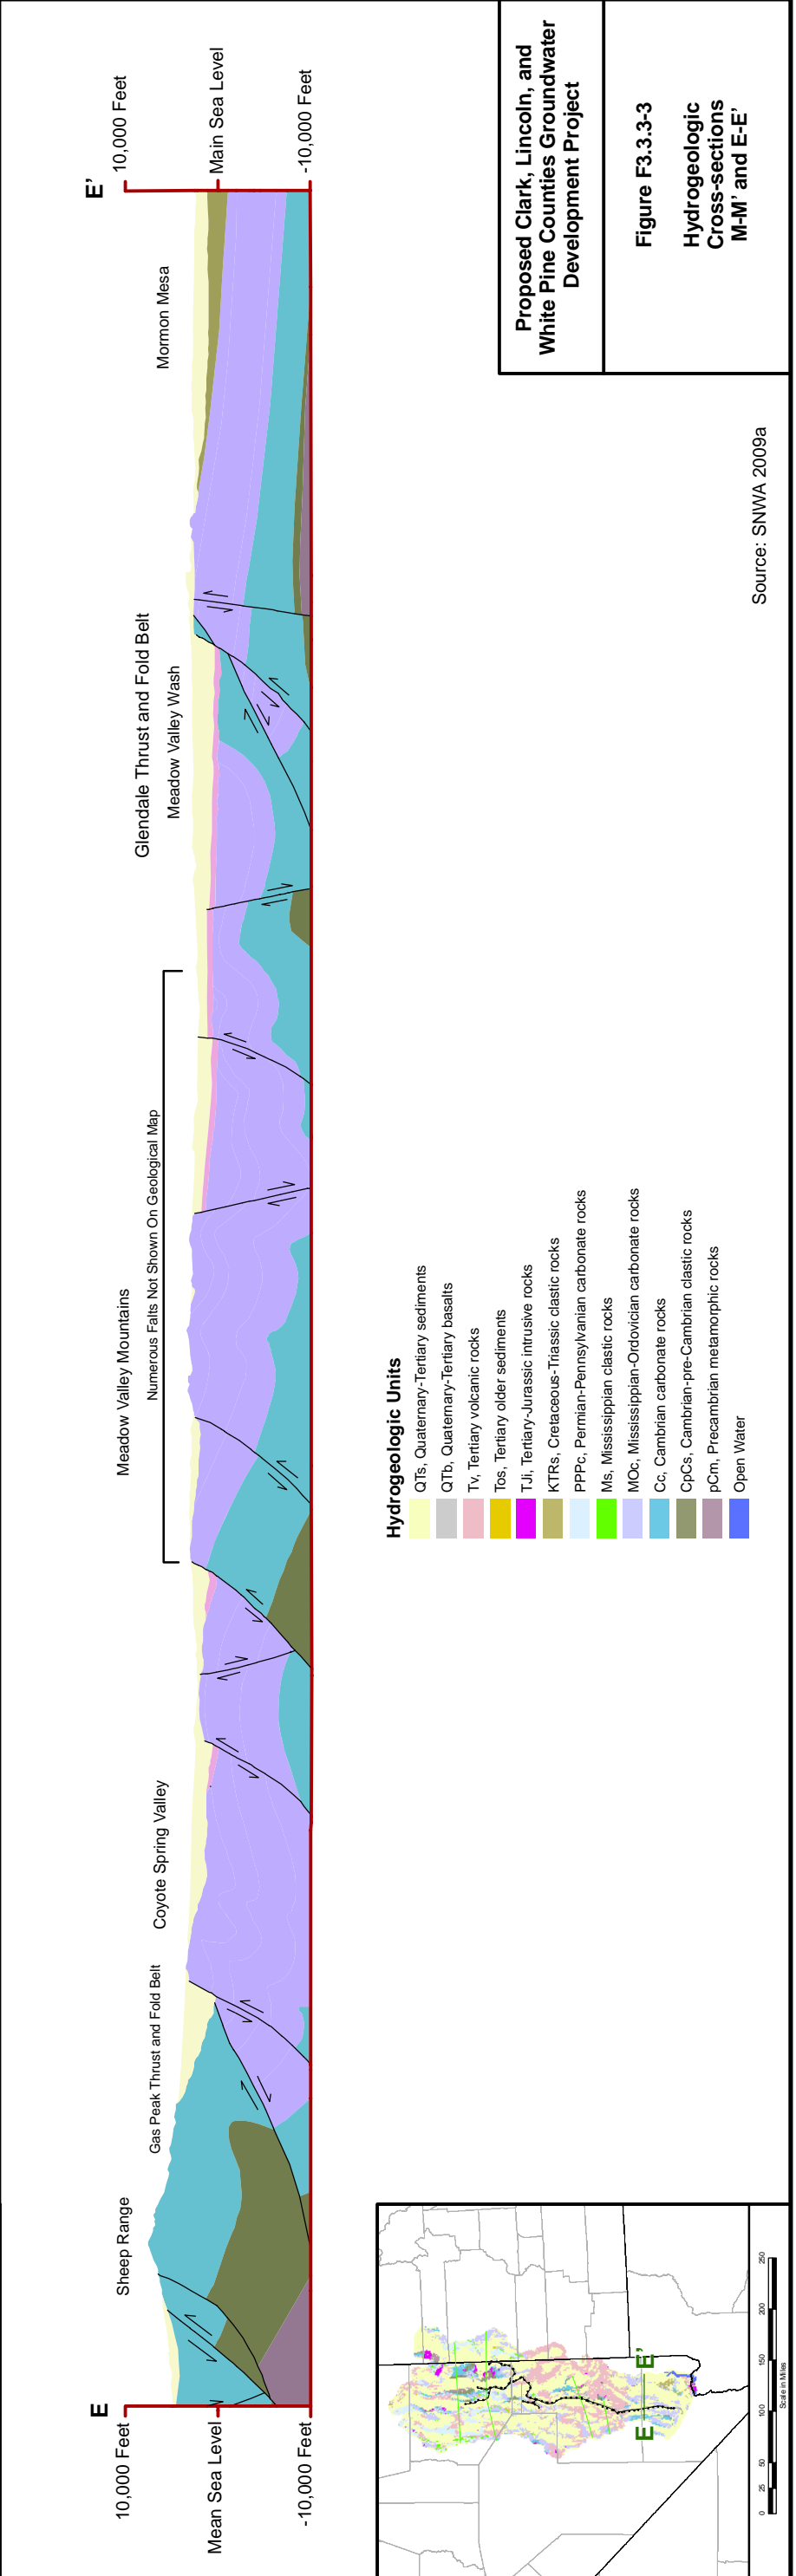 E
E'
10,000 Feet
Mean Sea Level
-10,000 Feet
10,000 Feet
Main Sea Level
-10,000 Feet
Sheep Range
Gas Peak Thrust and Fold Belt
Coyote Spring Valley
Meadow Valley Mountains
Numerous Falts Not Shown On Geological Map
Glendale Thrust and Fold Belt
Meadow Valley Wash
Mormon Mesa
Hydrogeologic Units
QTs, Quaternary-Tertiary sediments
QTb, Quaternary-Tertiary basalts
Tv, Tertiary volcanic rocks
Tos, Tertiary older sediments
TJi, Tertiary-Jurassic intrusive rocks
KTRs, Cretaceous-Triassic clastic rocks
PPPc, Permian-Pennsylvanian carbonate rocks
Ms, Mississippian clastic rocks
MOc, Mississippian-Ordovician carbonate rocks
Cc, Cambrian carbonate rocks
CpCs, Cambrian-pre-Cambrian clastic rocks
pCm, Precambrian metamorphic rocks
Open Water
E
E'
0 25 50 100 150 200 250
Scale in Miles
Source: SNWA 2009a
Proposed Clark, Lincoln, and
White Pine Counties Groundwater
Development Project
Figure F3.3.3-3
Hydrogeologic
Cross-sections
M-M' and E-E'